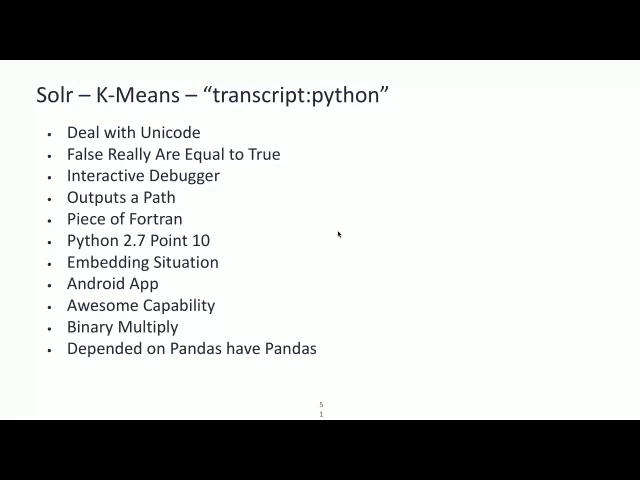 Solr – K-Means – “transcript:python”
• Deal with Unicode
• False Really Are Equal to True
• Interactive Debugger
• Outputs a Path
• Piece of Fortran
• Python 2.7 Point 10
• Embedding Situation
• Android App
• Awesome Capability
• Binary Multiply
• Depended on Pandas have Pandas
5
1